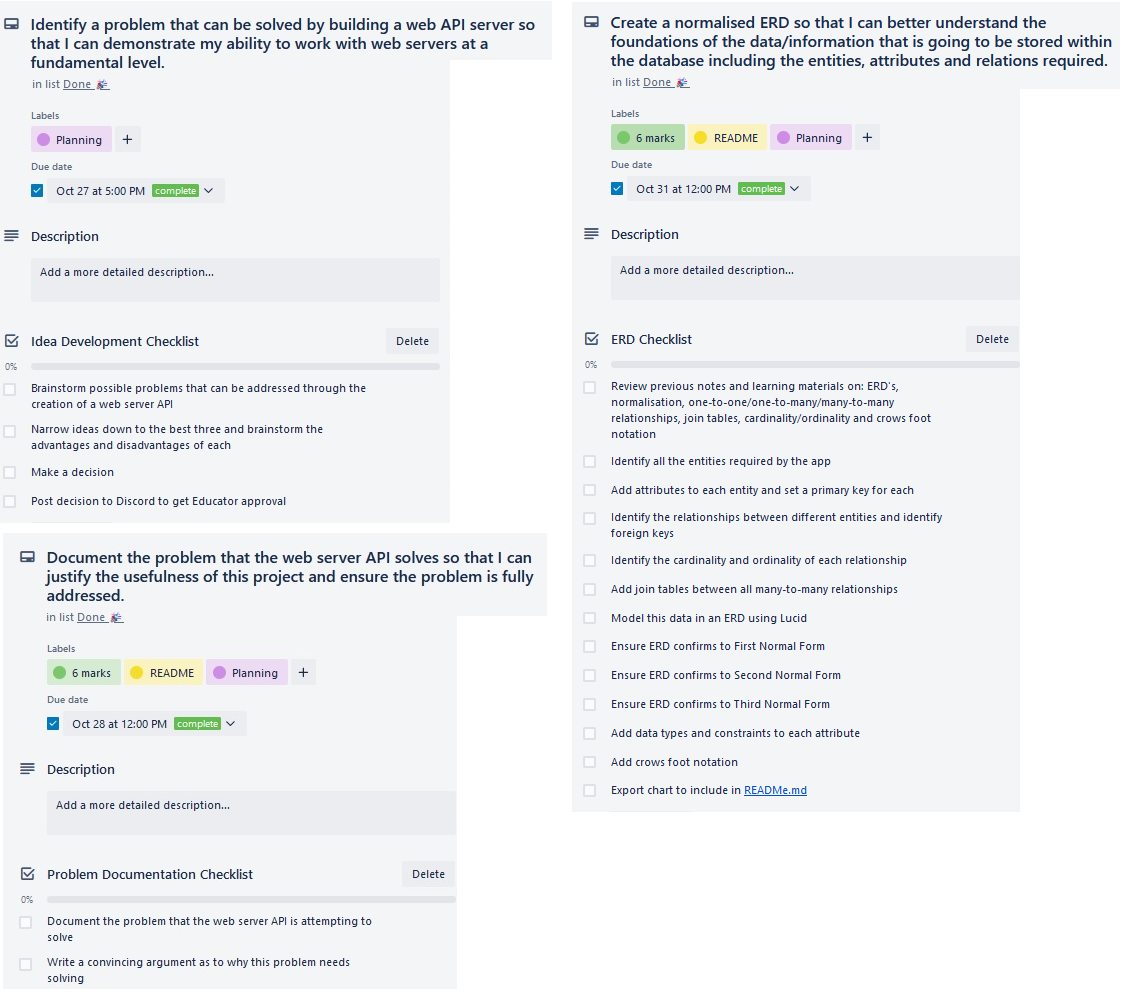 Identify a problem that can be solved by building a web API server so
that I can demonstrate my ability to work with web servers at a
fundamental level.
in list Done 🎉
Labels
Planning +
Due date
Oct 27 at 5:00 PM complete
Description
Add a more detailed description...
Idea Development Checklist Delete
0%
Brainstorm possible problems that can be addressed through the
creation of a web server API
Narrow ideas down to the best three and brainstorm the
advantages and disadvantages of each
Make a decision
Post decision to Discord to get Educator approval
Document the problem that the web server API solves so that I can
justify the usefulness of this project and ensure the problem is fully
addressed.
in list Done 🎉
Labels
6 marks README Planning +
Due date
Oct 28 at 12:00 PM complete
Description
Add a more detailed description...
Problem Documentation Checklist Delete
0%
Document the problem that the web server API is attempting to
solve
Write a convincing argument as to why this problem needs
solving
Create a normalised ERD so that I can better understand the
foundations of the data/information that is going to be stored within
the database including the entities, attributes and relations required.
in list Done 🎉
Labels
6 marks README Planning +
Due date
Oct 31 at 12:00 PM complete
Description
Add a more detailed description...
ERD Checklist Delete
0%
Review previous notes and learning materials on: ERD's,
normalisation, one-to-one/one-to-many/many-to-many
relationships, join tables, cardinality/ordinality and crows foot
notation
Identify all the entities required by the app
Add attributes to each entity and set a primary key for each
Identify the relationships between different entities and identify
foreign keys
Identify the cardinality and ordinality of each relationship
Add join tables between all many-to-many relationships
Model this data in an ERD using Lucid
Ensure ERD confirms to First Normal Form
Ensure ERD confirms to Second Normal Form
Ensure ERD confirms to Third Normal Form
Add data types and constraints to each attribute
Add crows foot notation
Export chart to include in READMe.md